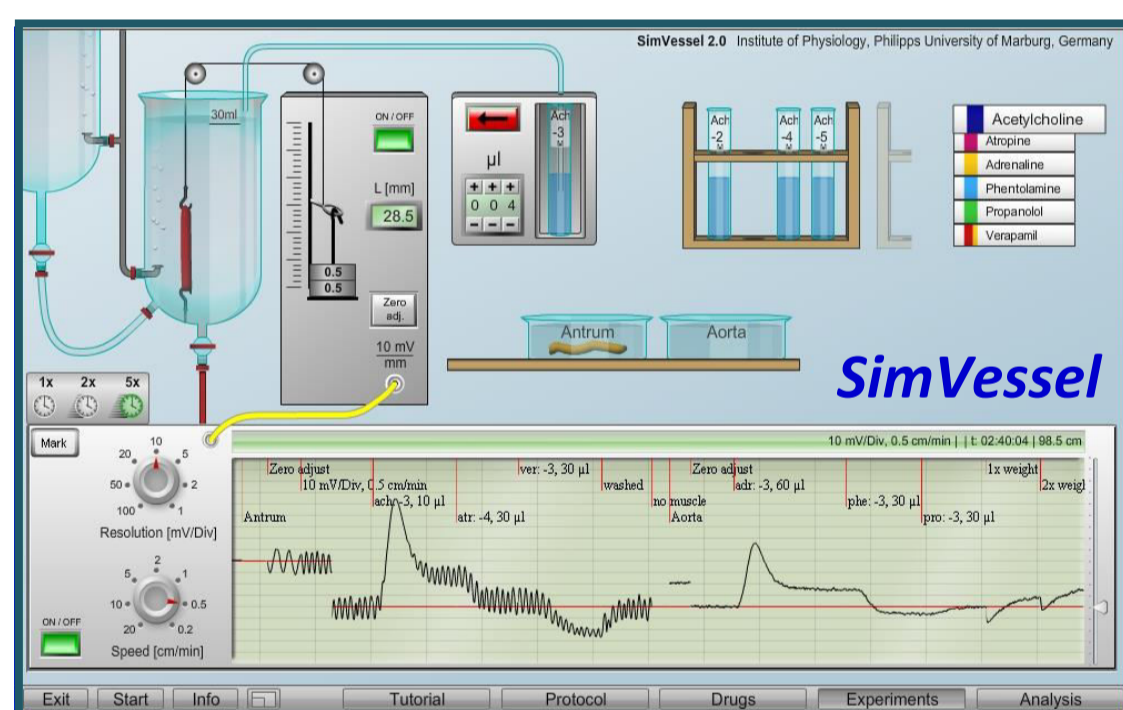 SimVessel 2.0 Institute of Physiology, Philipps University of Marburg, Germany
30ml
ON / OFF
L [mm]
28.5
0.5
0.5
Zero
adj.
10 mV
mm
µl
+ + +
0 0 4
- - -
Ach
-3
M
Ach
-2
M
Ach
-4
M
Ach
-5
M
Acetylcholine
Atropine
Adrenaline
Phentolamine
Propanolol
Verapamil
Antrum
Aorta
SimVessel
1x 2x 5x
Mark
10 mV/Div, 0.5 cm/min | | t: 02:40:04 | 98.5 cm
100 50 20 10 5 2 1
Resolution [mV/Div]
20 10 5 2 1 0.5 0.2
Speed [cm/min]
ON / OFF
Zero adjust ver: -3, 30 µl Zero adjust 1x weight
10 mV/Div, 0.5 cm/min washed adr: -3, 60 µl 2x weigl
ach: -3, 10 µl no muscle phe: -3, 30 µl
Antrum atr: -4, 30 µl Aorta pro: -3, 30 µl
Exit Start Info Tutorial Protocol Drugs Experiments Analysis